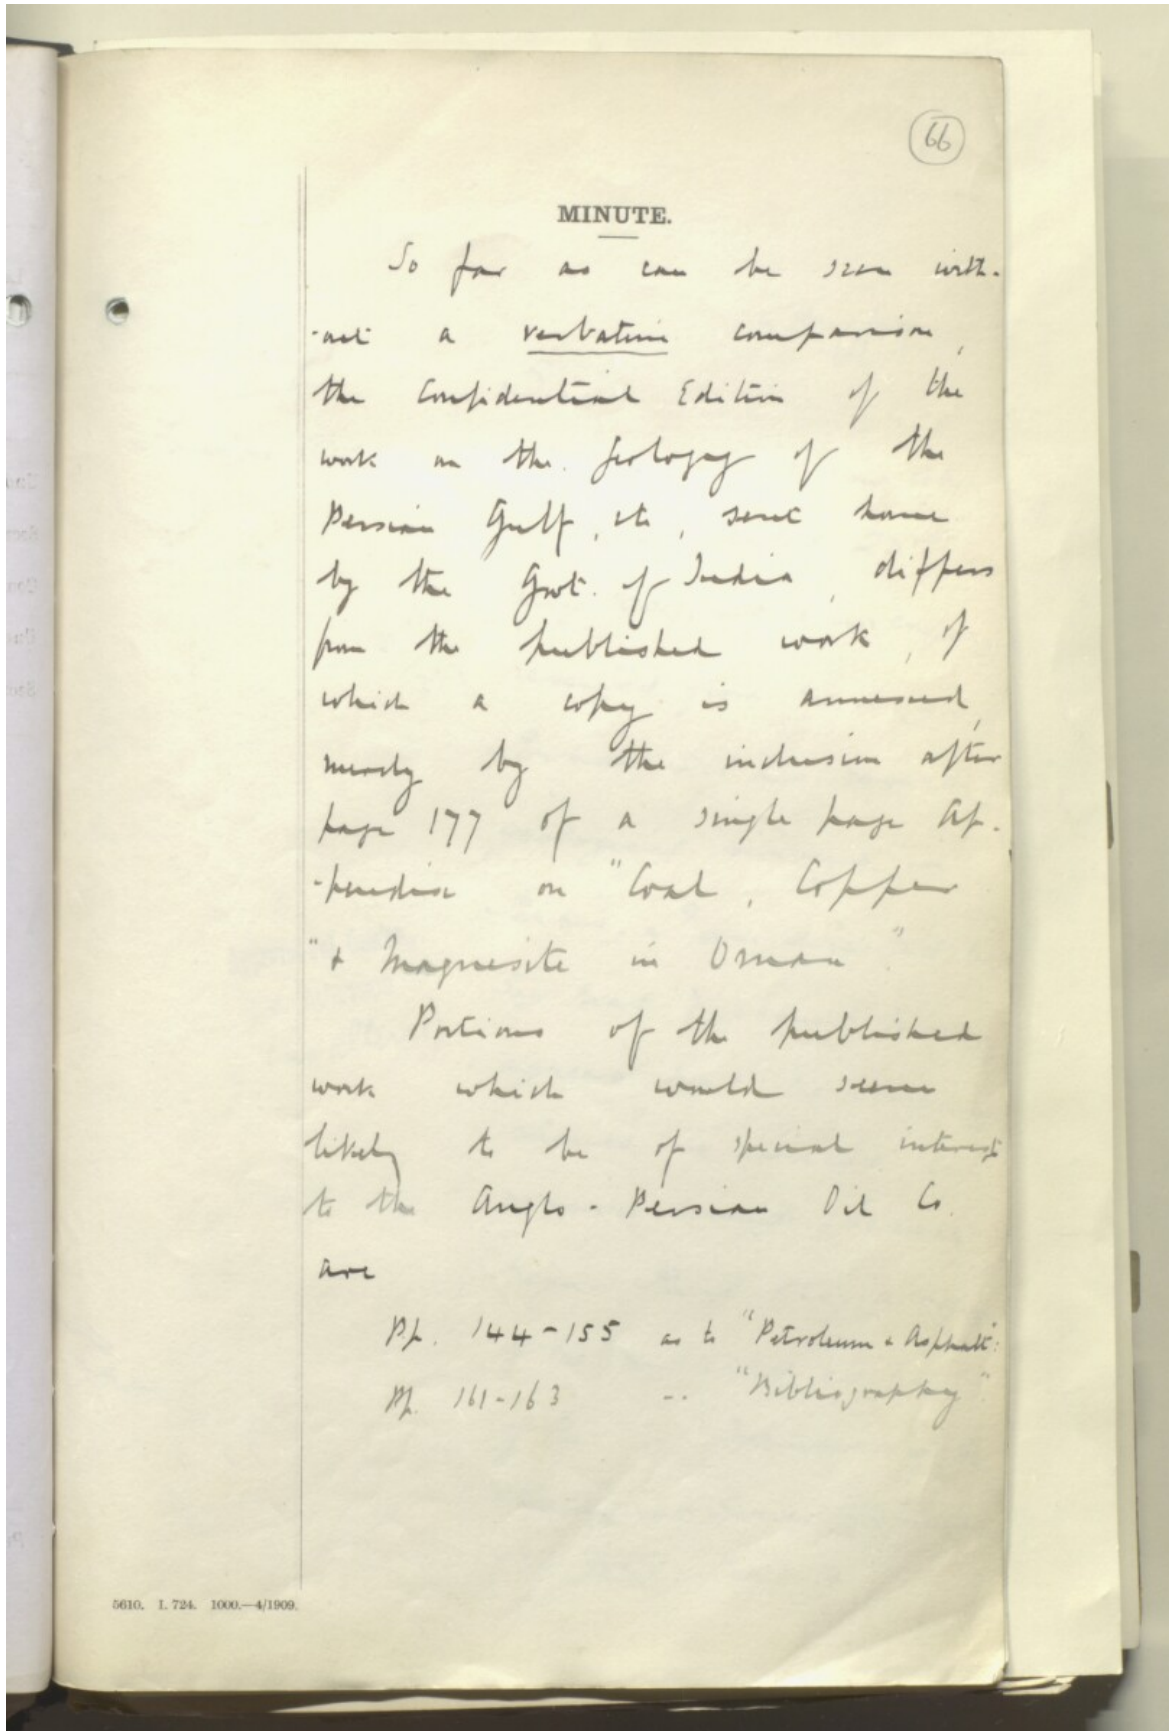 66
MINUTE.
So far as can be seen with-
-out a verbatim comparison,
the Confidential Edition of the
work on the Geology of the
Persian Gulf, etc, sent home
by the Govt. of India, differs
from the published work, of
which a copy is annexed,
merely by the inclusion after
page 177 of a single page Ap-
-pendix on "Coal, Copper
"& Magnesite in Oman".
Portions of the published
work which would seem
likely to be of special interest
to the Anglo-Persian Oil Co.
are
Pp. 144-155 as to "Petroleum & Asphalt":
Pp. 161-163 " " "Bibliography".
5610. I. 724. 1000.—4/1909.